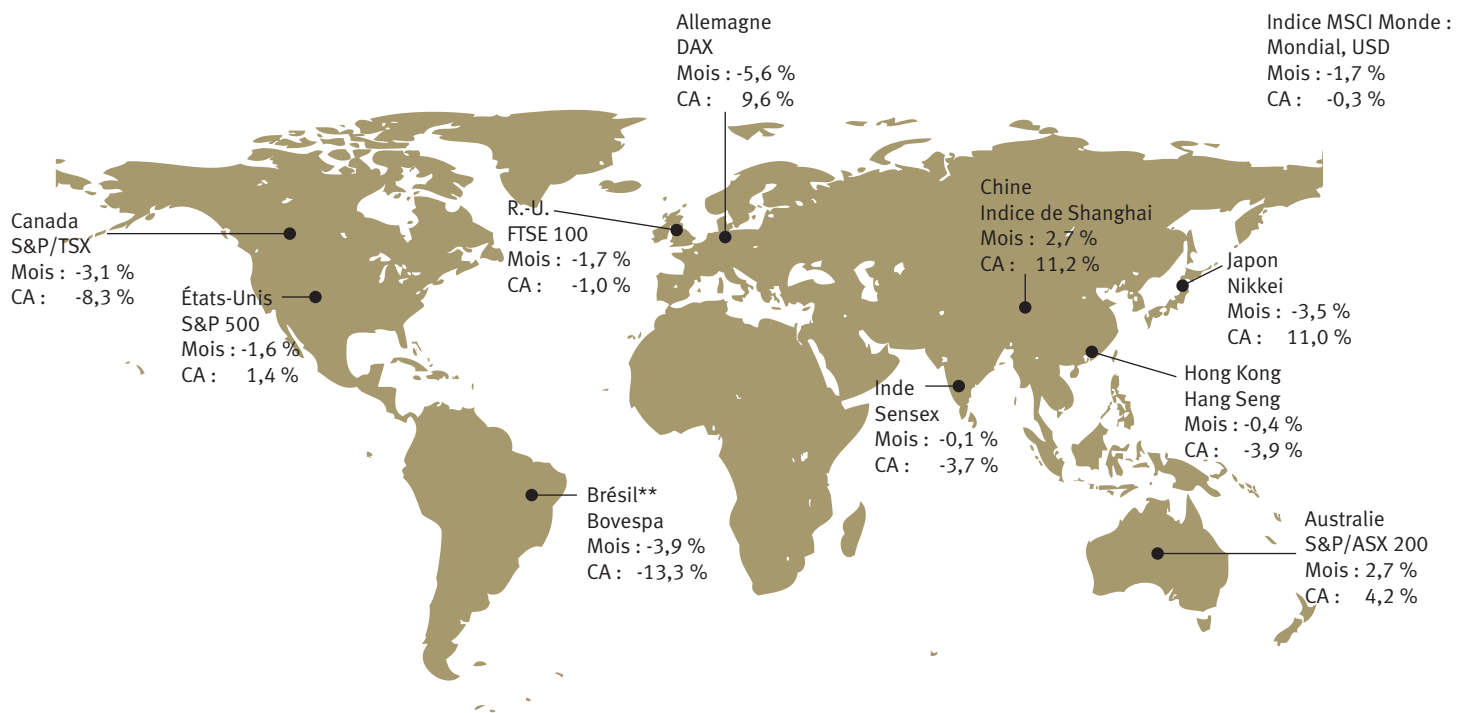 Allemagne
DAX
Mois : -5,6 %
CA : 9,6 %
Indice MSCI Monde :
Mondial, USD
Mois : -1,7 %
CA : -0,3 %
Canada
S&P/TSX
Mois : -3,1 %
CA : -8,3 %
États-Unis
S&P 500
Mois : -1,6 %
CA : 1,4 %
R.-U.
FTSE 100
Mois : -1,7 %
CA : -1,0 %
Chine
Indice de Shanghai
Mois : 2,7 %
CA : 11,2 %
Japon
Nikkei
Mois : -3,5 %
CA : 11,0 %
Hong Kong
Hang Seng
Mois : -0,4 %
CA : -3,9 %
Inde
Sensex
Mois : -0,1 %
CA : -3,7 %
Brésil**
Bovespa
Mois : -3,9 %
CA : -13,3 %
Australie
S&P/ASX 200
Mois : 2,7 %
CA : 4,2 %